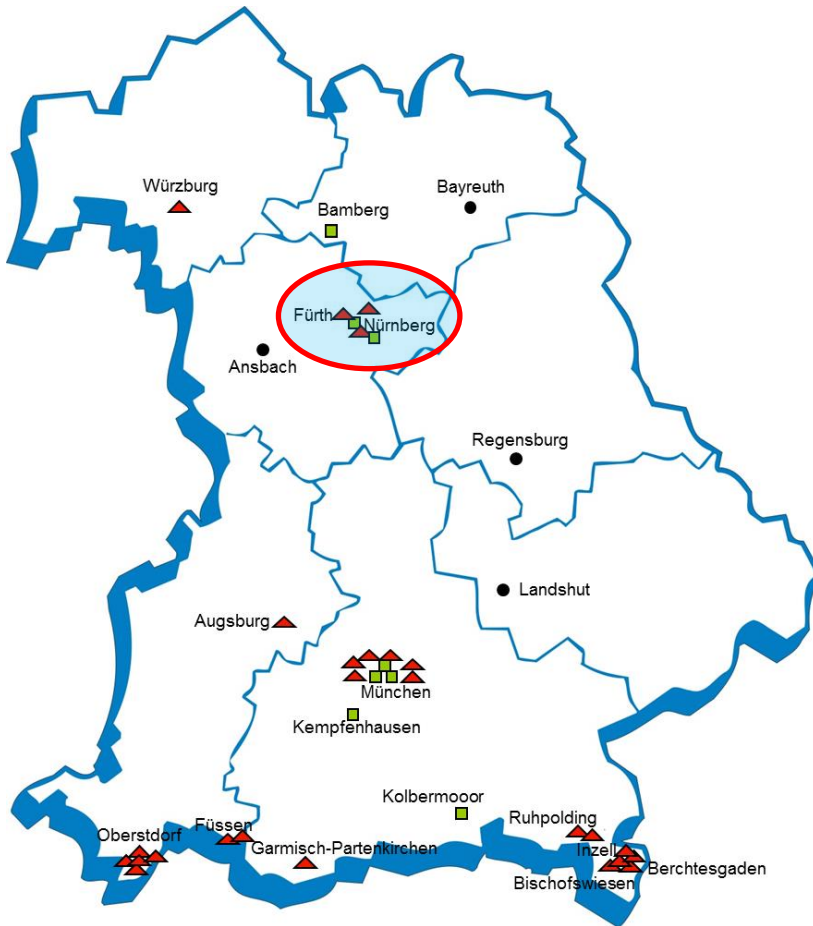 Würzburg
Bayreuth
Bamberg
Fürth
Nürnberg
Ansbach
Regensburg
Landshut
Augsburg
München
Kempfenhausen
Kolbermooor
Ruhpolding
Oberstdorf
Füssen
Garmisch-Partenkirchen
Inzell
Berchtesgaden
Bischofswiesen